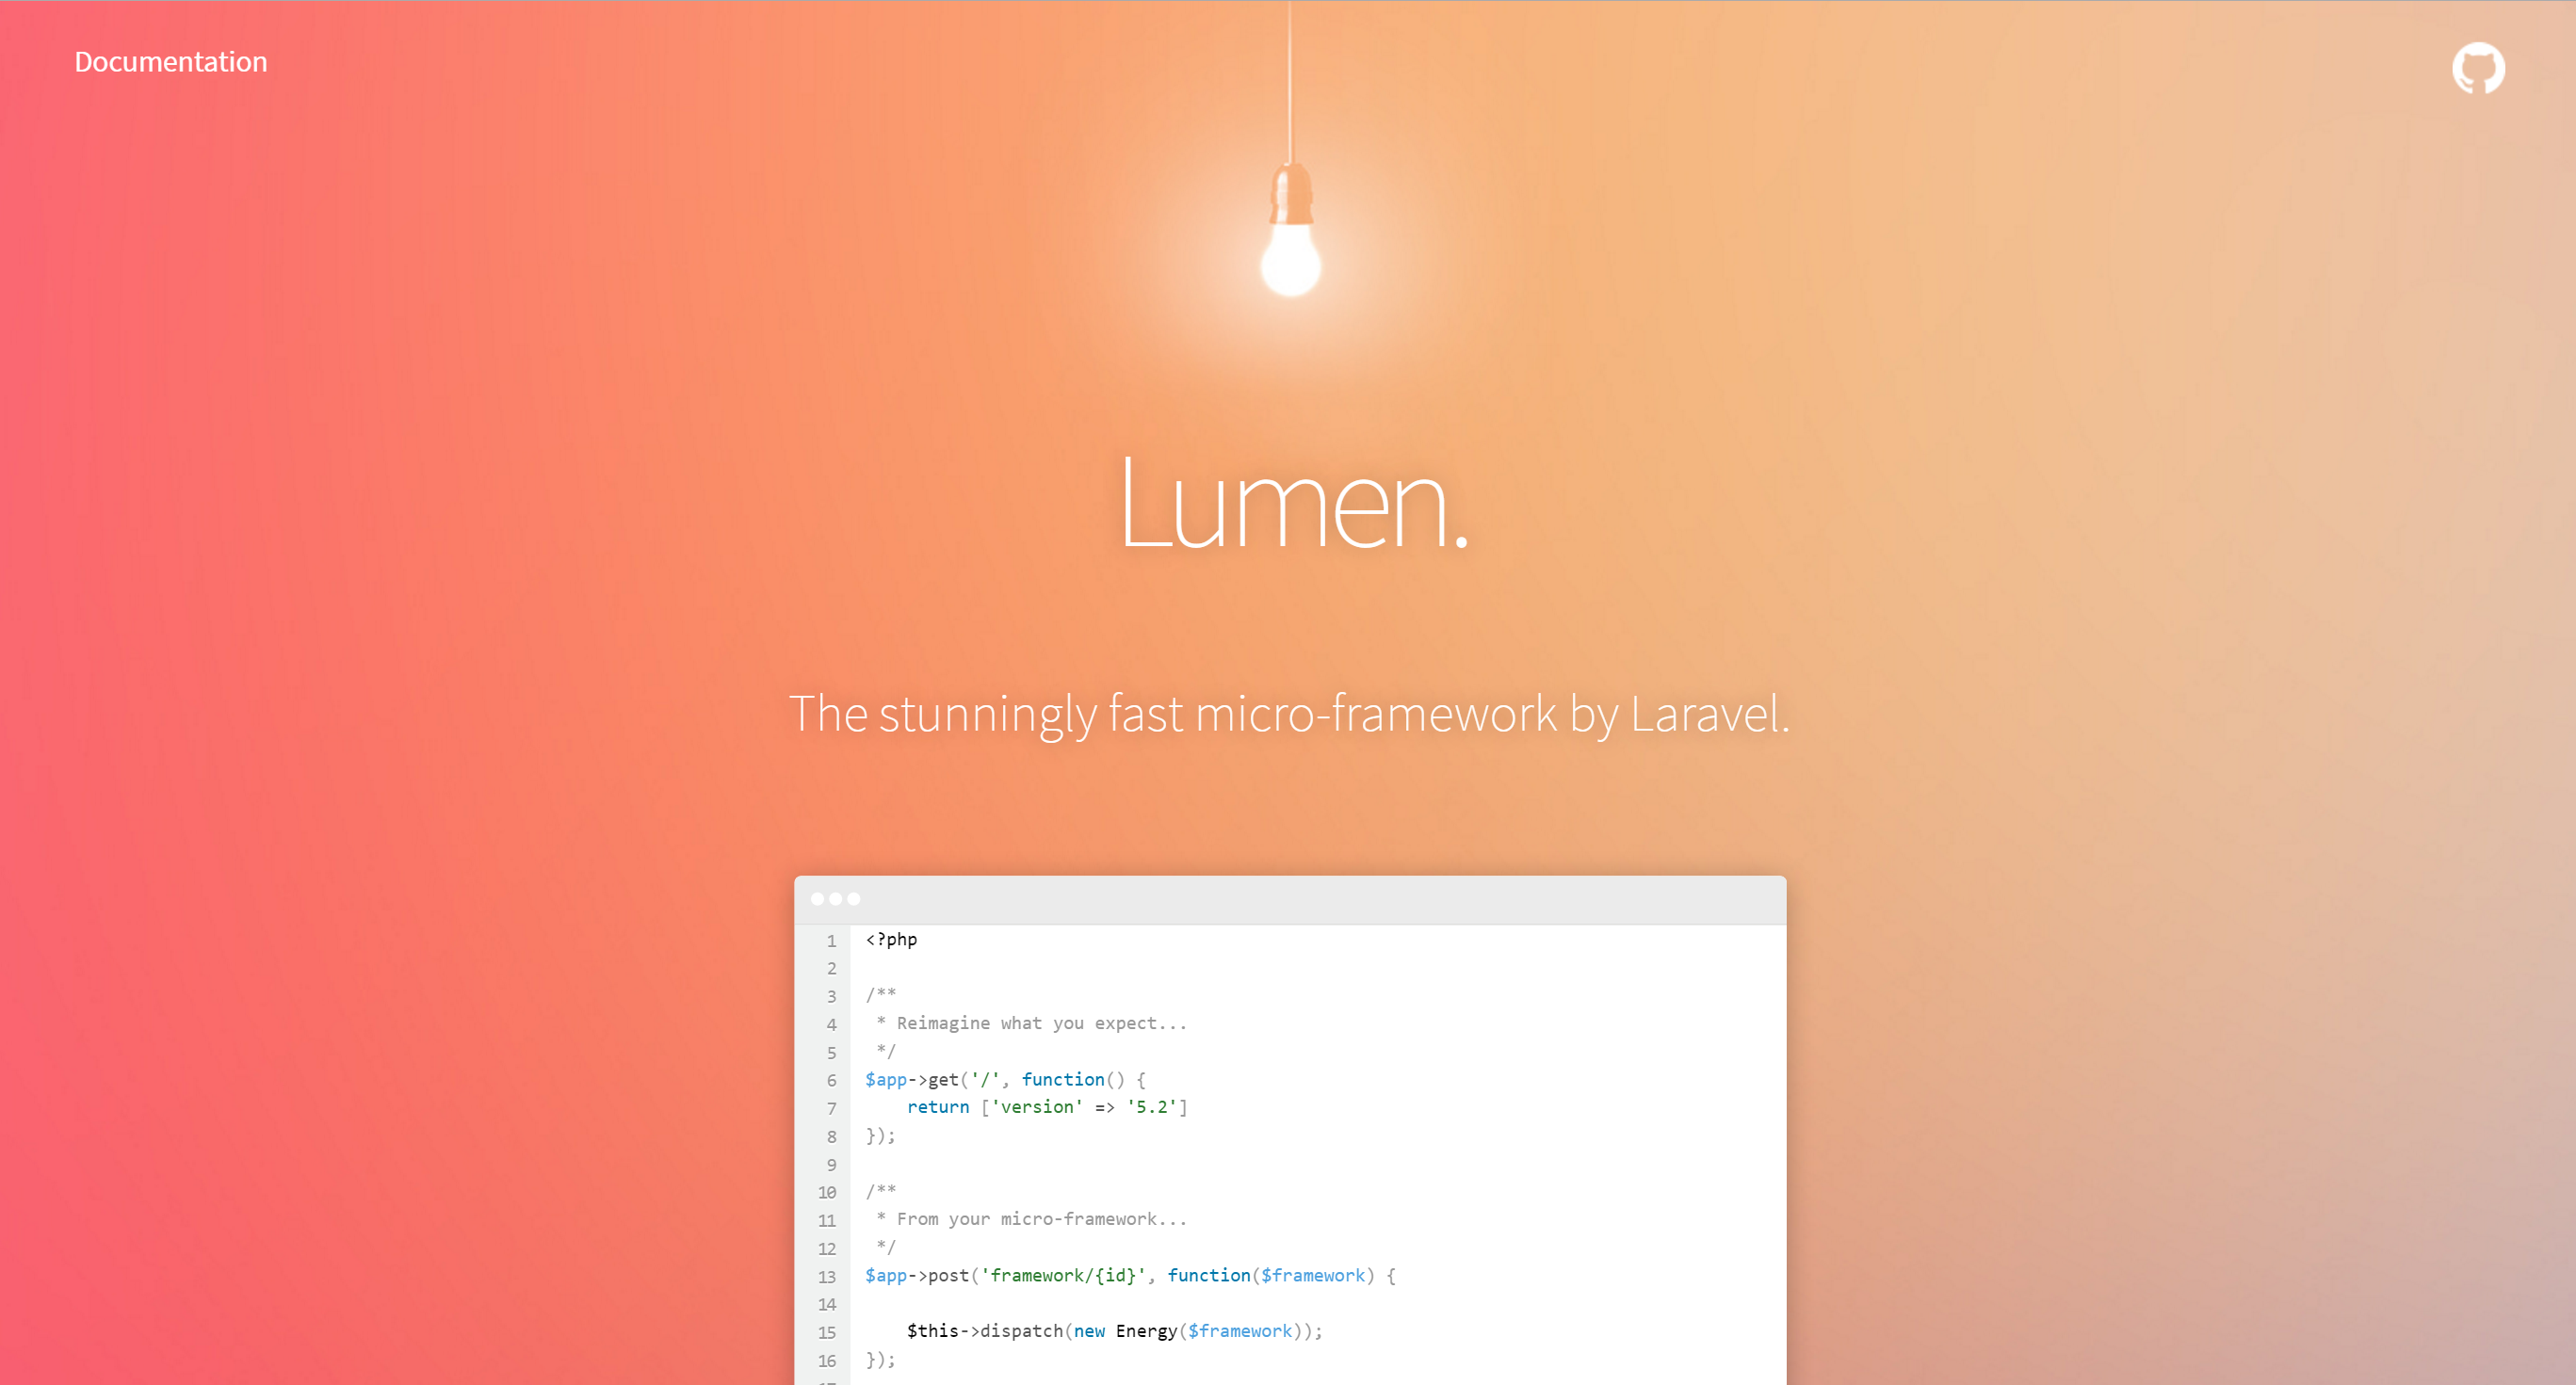 Documentation
Lumen.
The stunningly fast micro-framework by Laravel.
1 <?php
2
3 /**
4  * Reimagine what you expect...
5  */
6 $app->get('/', function() {
7     return ['version' => '5.2']
8 });
9
10 /**
11  * From your micro-framework...
12  */
13 $app->post('framework/{id}', function($framework) {
14
15     $this->dispatch(new Energy($framework));
16 });